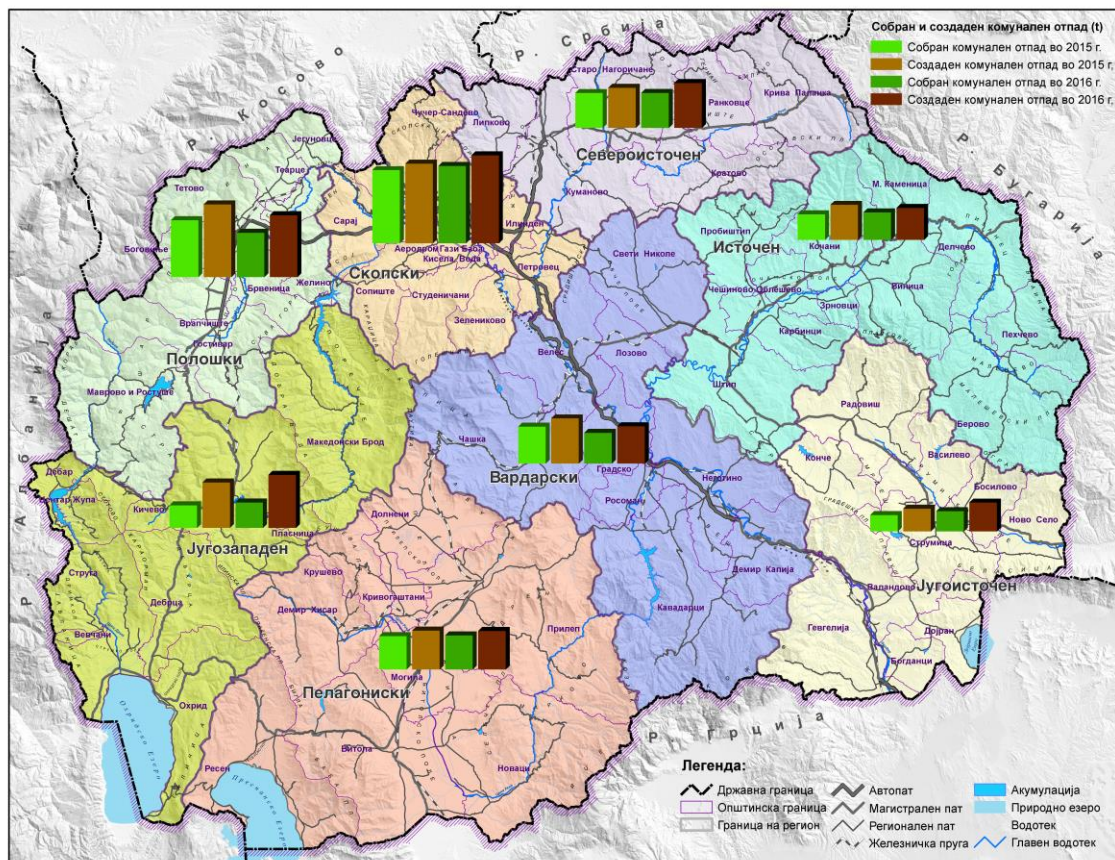 Р. Србија
Р. Косово
Р. Бугарија
Р. Албанија
Р. Грција
Собран и создаден комунален отпад (t)
Собран комунален отпад во 2015 г.
Создаден комунален отпад во 2015 г.
Собран комунален отпад во 2016 г.
Создаден комунален отпад во 2016 г.
Старо Нагоричане
Ранковце
Крива Паланка
Чучер-Сандево
Липково
Североисточен
Кратово
Куманово
Јегуновце
Теарце
Тетово
Боговиње
Сарај
Илинден
Аеродром
Гази Баба
Кисела Вода
Петровец
Скопски
Желино
Сопиште
Студеничани
Зелениково
Брвеница
Врапчиште
Гостивар
Полошки
Маврово и Ростуше
М. Каменица
Пробиштип
Источен
Кочани
Делчево
Свети Николе
Чешиново-Облешево
Зрновци
Виница
Карбинци
Пехчево
Велес
Лозово
Штип
Берово
Радовиш
Василево
Конче
Босилово
Ново Село
Струмица
Југоисточен
Валандово
Гевгелија
Дојран
Богданци
Македонски Брод
Чашка
Градско
Вардарски
Росоман
Неготино
Демир Капија
Кавадарци
Дебар
Центар Жупа
Кичево
Пласница
Југозападен
Струга
Дебрца
Вевчани
Охрид
Охридско Езеро
Долнени
Крушево
Кривогаштани
Демир Хисар
Прилеп
Могила
Пелагониски
Битола
Новаци
Ресен
Преспанско Езеро
Легенда:
Државна граница
Општинска граница
Граница на регион
Автопат
Магистрален пат
Регионален пат
Железничка пруга
Акумулација
Природно езеро
Водотек
Главен водотек